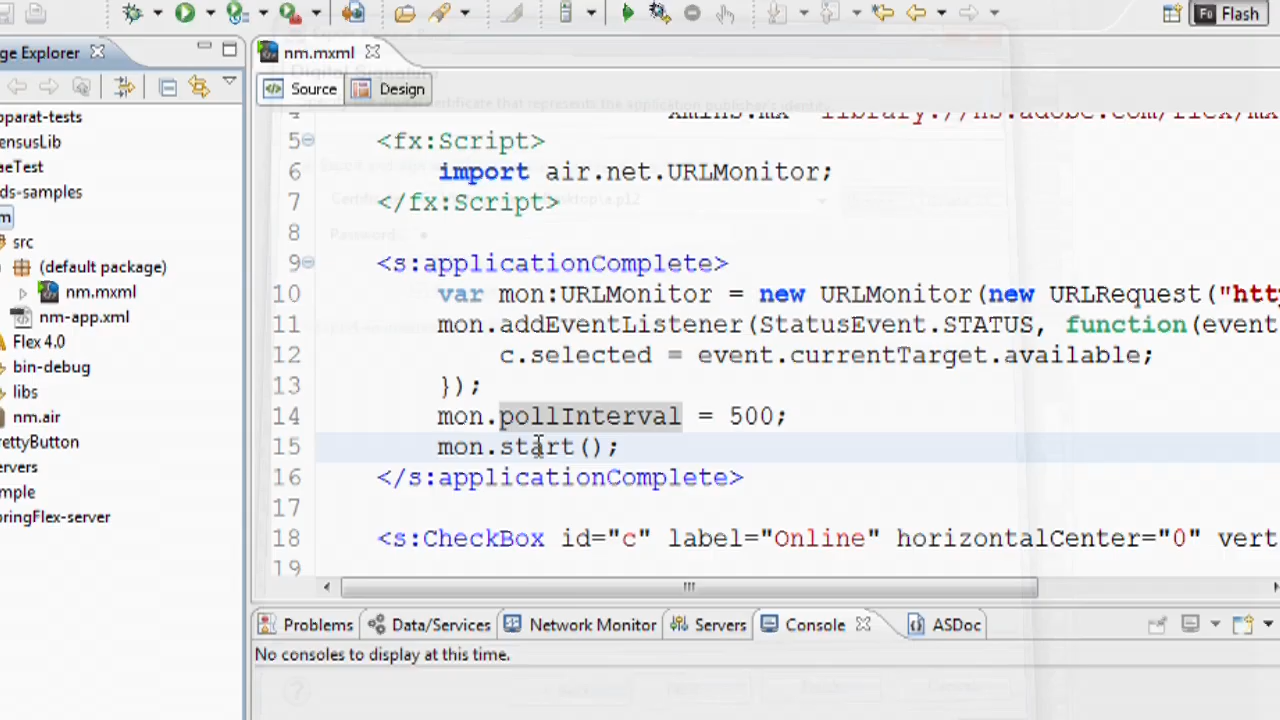 Flash
ge Explorer
nm.mxml
Source
Design
pparat-tests
ensusLib
aeTest
ds-samples
m
src
(default package)
nm.mxml
nm-app.xml
Flex 4.0
bin-debug
libs
nm.air
rettyButton
ervers
mple
oringFlex-server
5 <fx:Script>
6 import air.net.URLMonitor;
7 </fx:Script>
8
9 <s:applicationComplete>
10 var mon:URLMonitor = new URLMonitor(new URLRequest("htt
11 mon.addEventListener(StatusEvent.STATUS, function(event
12 c.selected = event.currentTarget.available;
13 });
14 mon.pollInterval = 500;
15 mon.start();
16 </s:applicationComplete>
17
18 <s:CheckBox id="c" label="Online" horizontalCenter="0" vert
19
Problems
Data/Services
Network Monitor
Servers
Console
ASDoc
No consoles to display at this time.